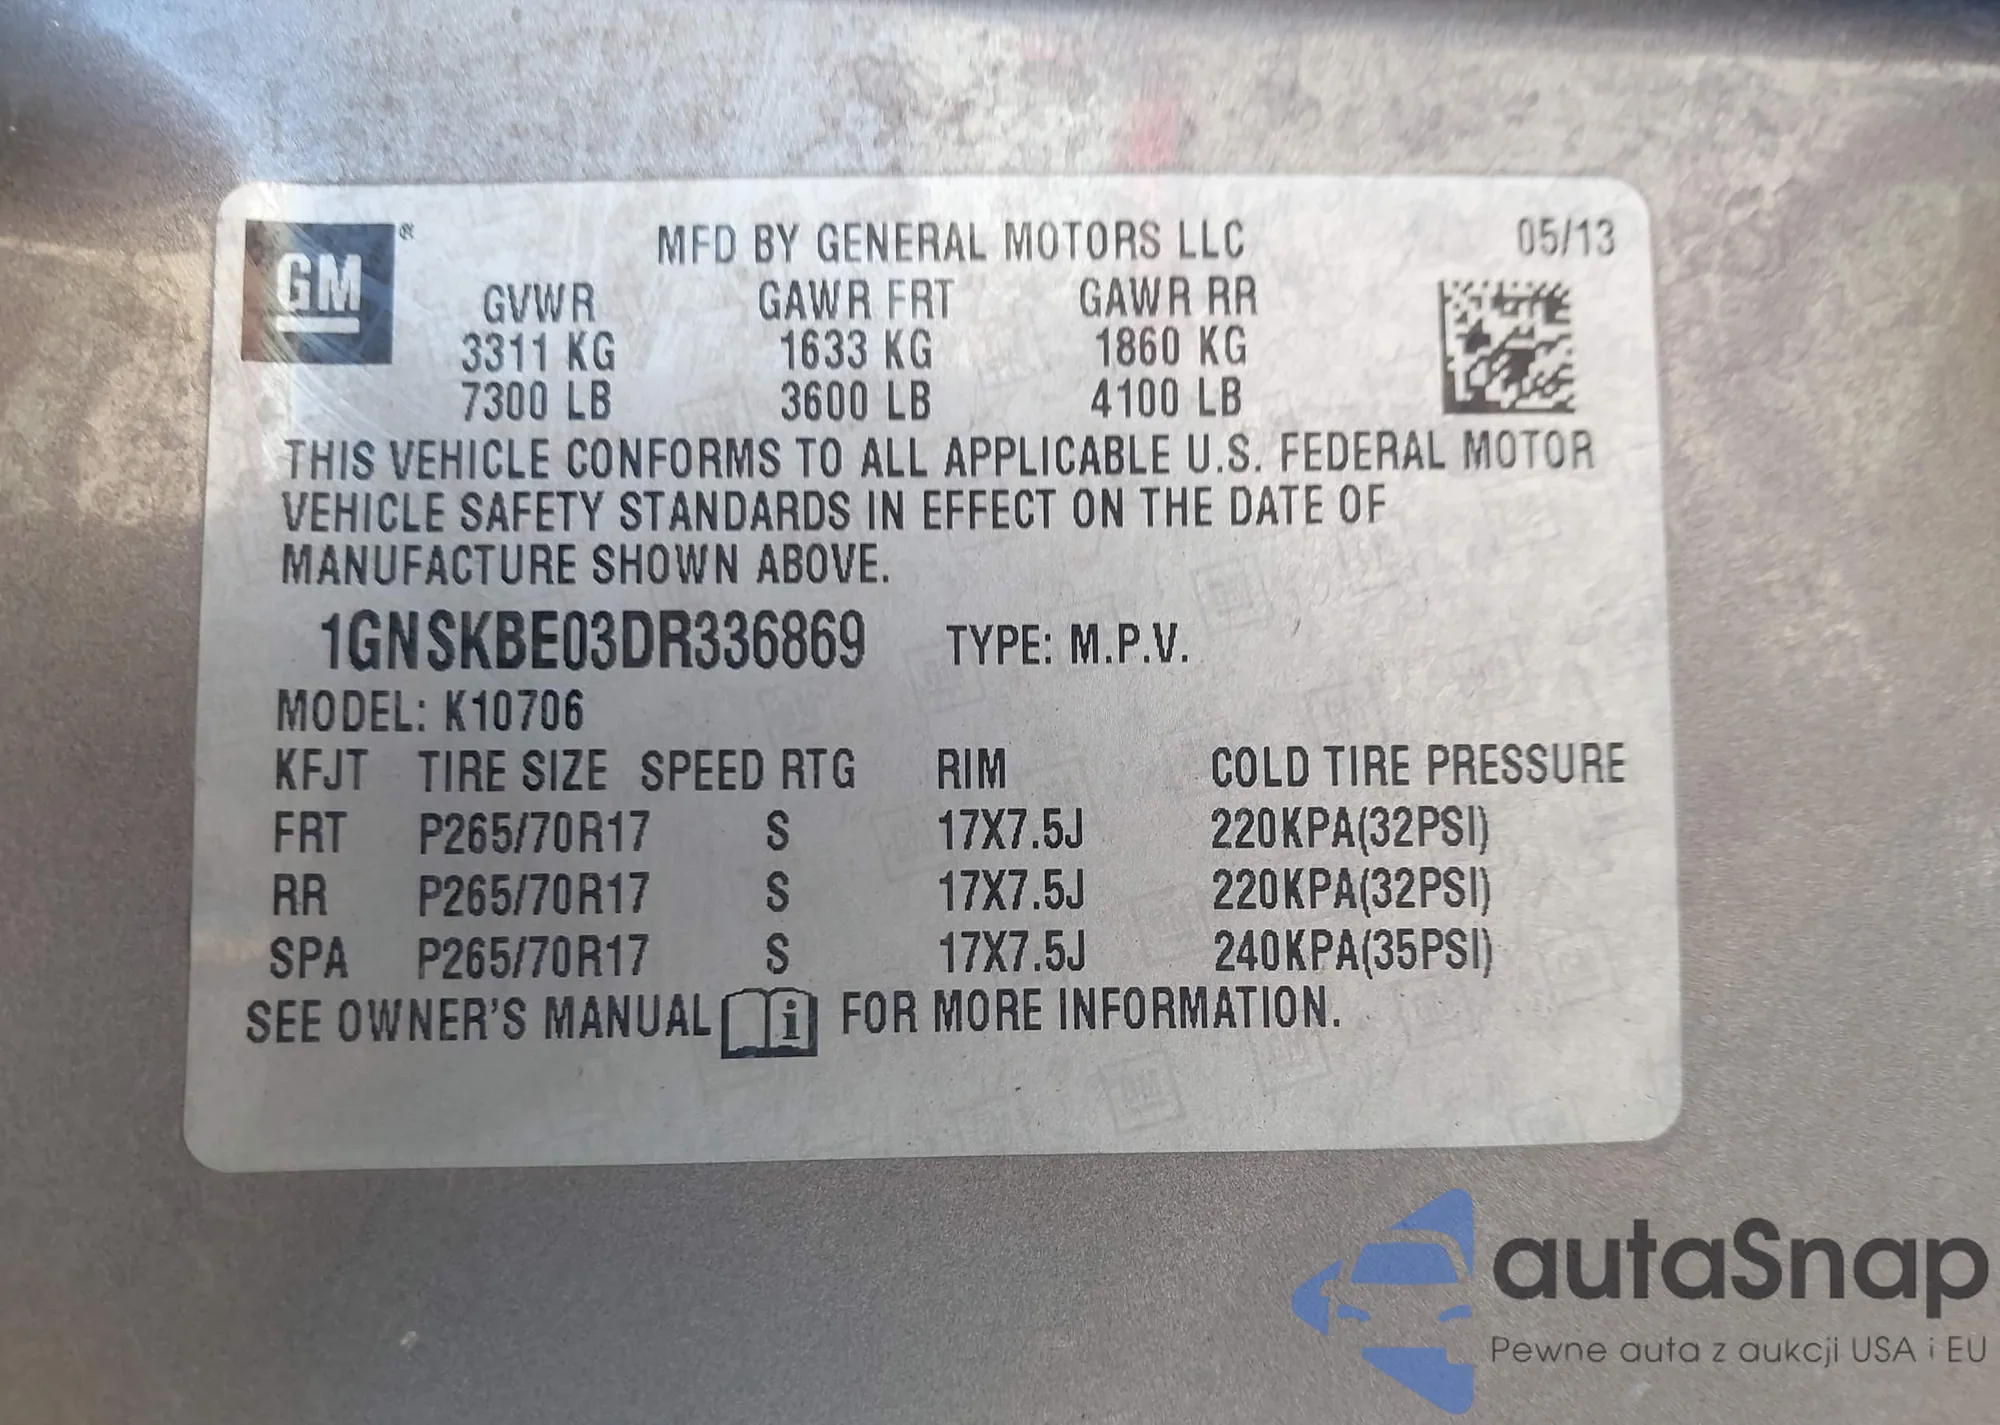 GM ®
MFD BY GENERAL MOTORS LLC 05/13
GVWR GAWR FRT GAWR RR
3311 KG 1633 KG 1860 KG
7300 LB 3600 LB 4100 LB
THIS VEHICLE CONFORMS TO ALL APPLICABLE U.S. FEDERAL MOTOR
VEHICLE SAFETY STANDARDS IN EFFECT ON THE DATE OF
MANUFACTURE SHOWN ABOVE.
1GNSKBE03DR336869 TYPE: M.P.V.
MODEL: K10706
KFJT TIRE SIZE SPEED RTG RIM COLD TIRE PRESSURE
FRT P265/70R17 S 17X7.5J 220KPA(32PSI)
RR P265/70R17 S 17X7.5J 220KPA(32PSI)
SPA P265/70R17 S 17X7.5J 240KPA(35PSI)
SEE OWNER'S MANUAL i FOR MORE INFORMATION.
autaSnap
Pewne auta z aukcji USA i EU